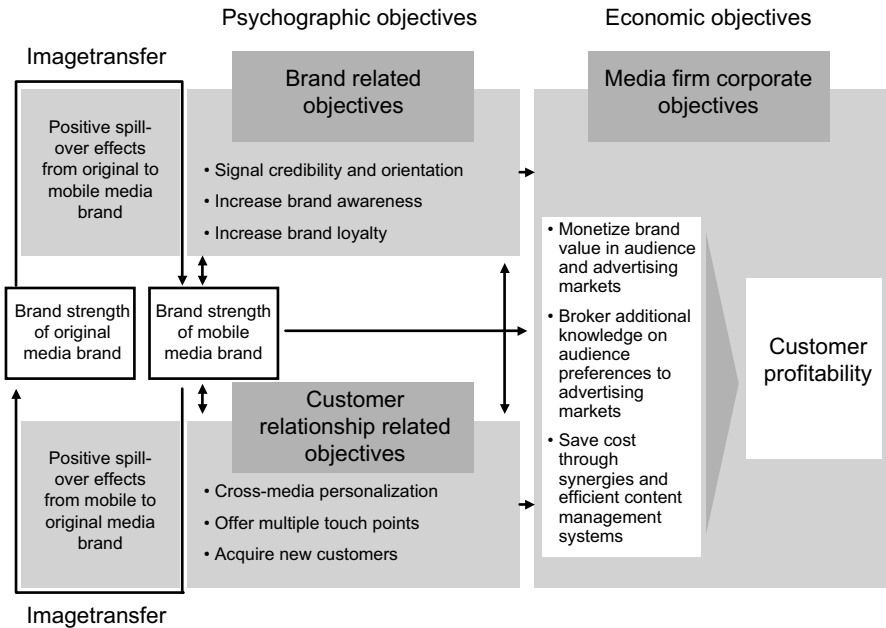 Psychographic objectives
Economic objectives
Imagetransfer
Brand related
objectives
Media firm corporate
objectives
Positive spill-
over effects
from original to
mobile media
brand
• Signal credibility and orientation
• Increase brand awareness
• Increase brand loyalty
Brand strength
of original
media brand
Brand strength
of mobile
media brand
• Monetize brand
value in audience
and advertising
markets
• Broker additional
knowledge on
audience
preferences to
advertising
markets
• Save cost
through
synergies and
efficient content
management
systems
Customer
profitability
Customer
relationship related
objectives
Positive spill-
over effects
from mobile to
original media
brand
• Cross-media personalization
• Offer multiple touch points
• Acquire new customers
Imagetransfer